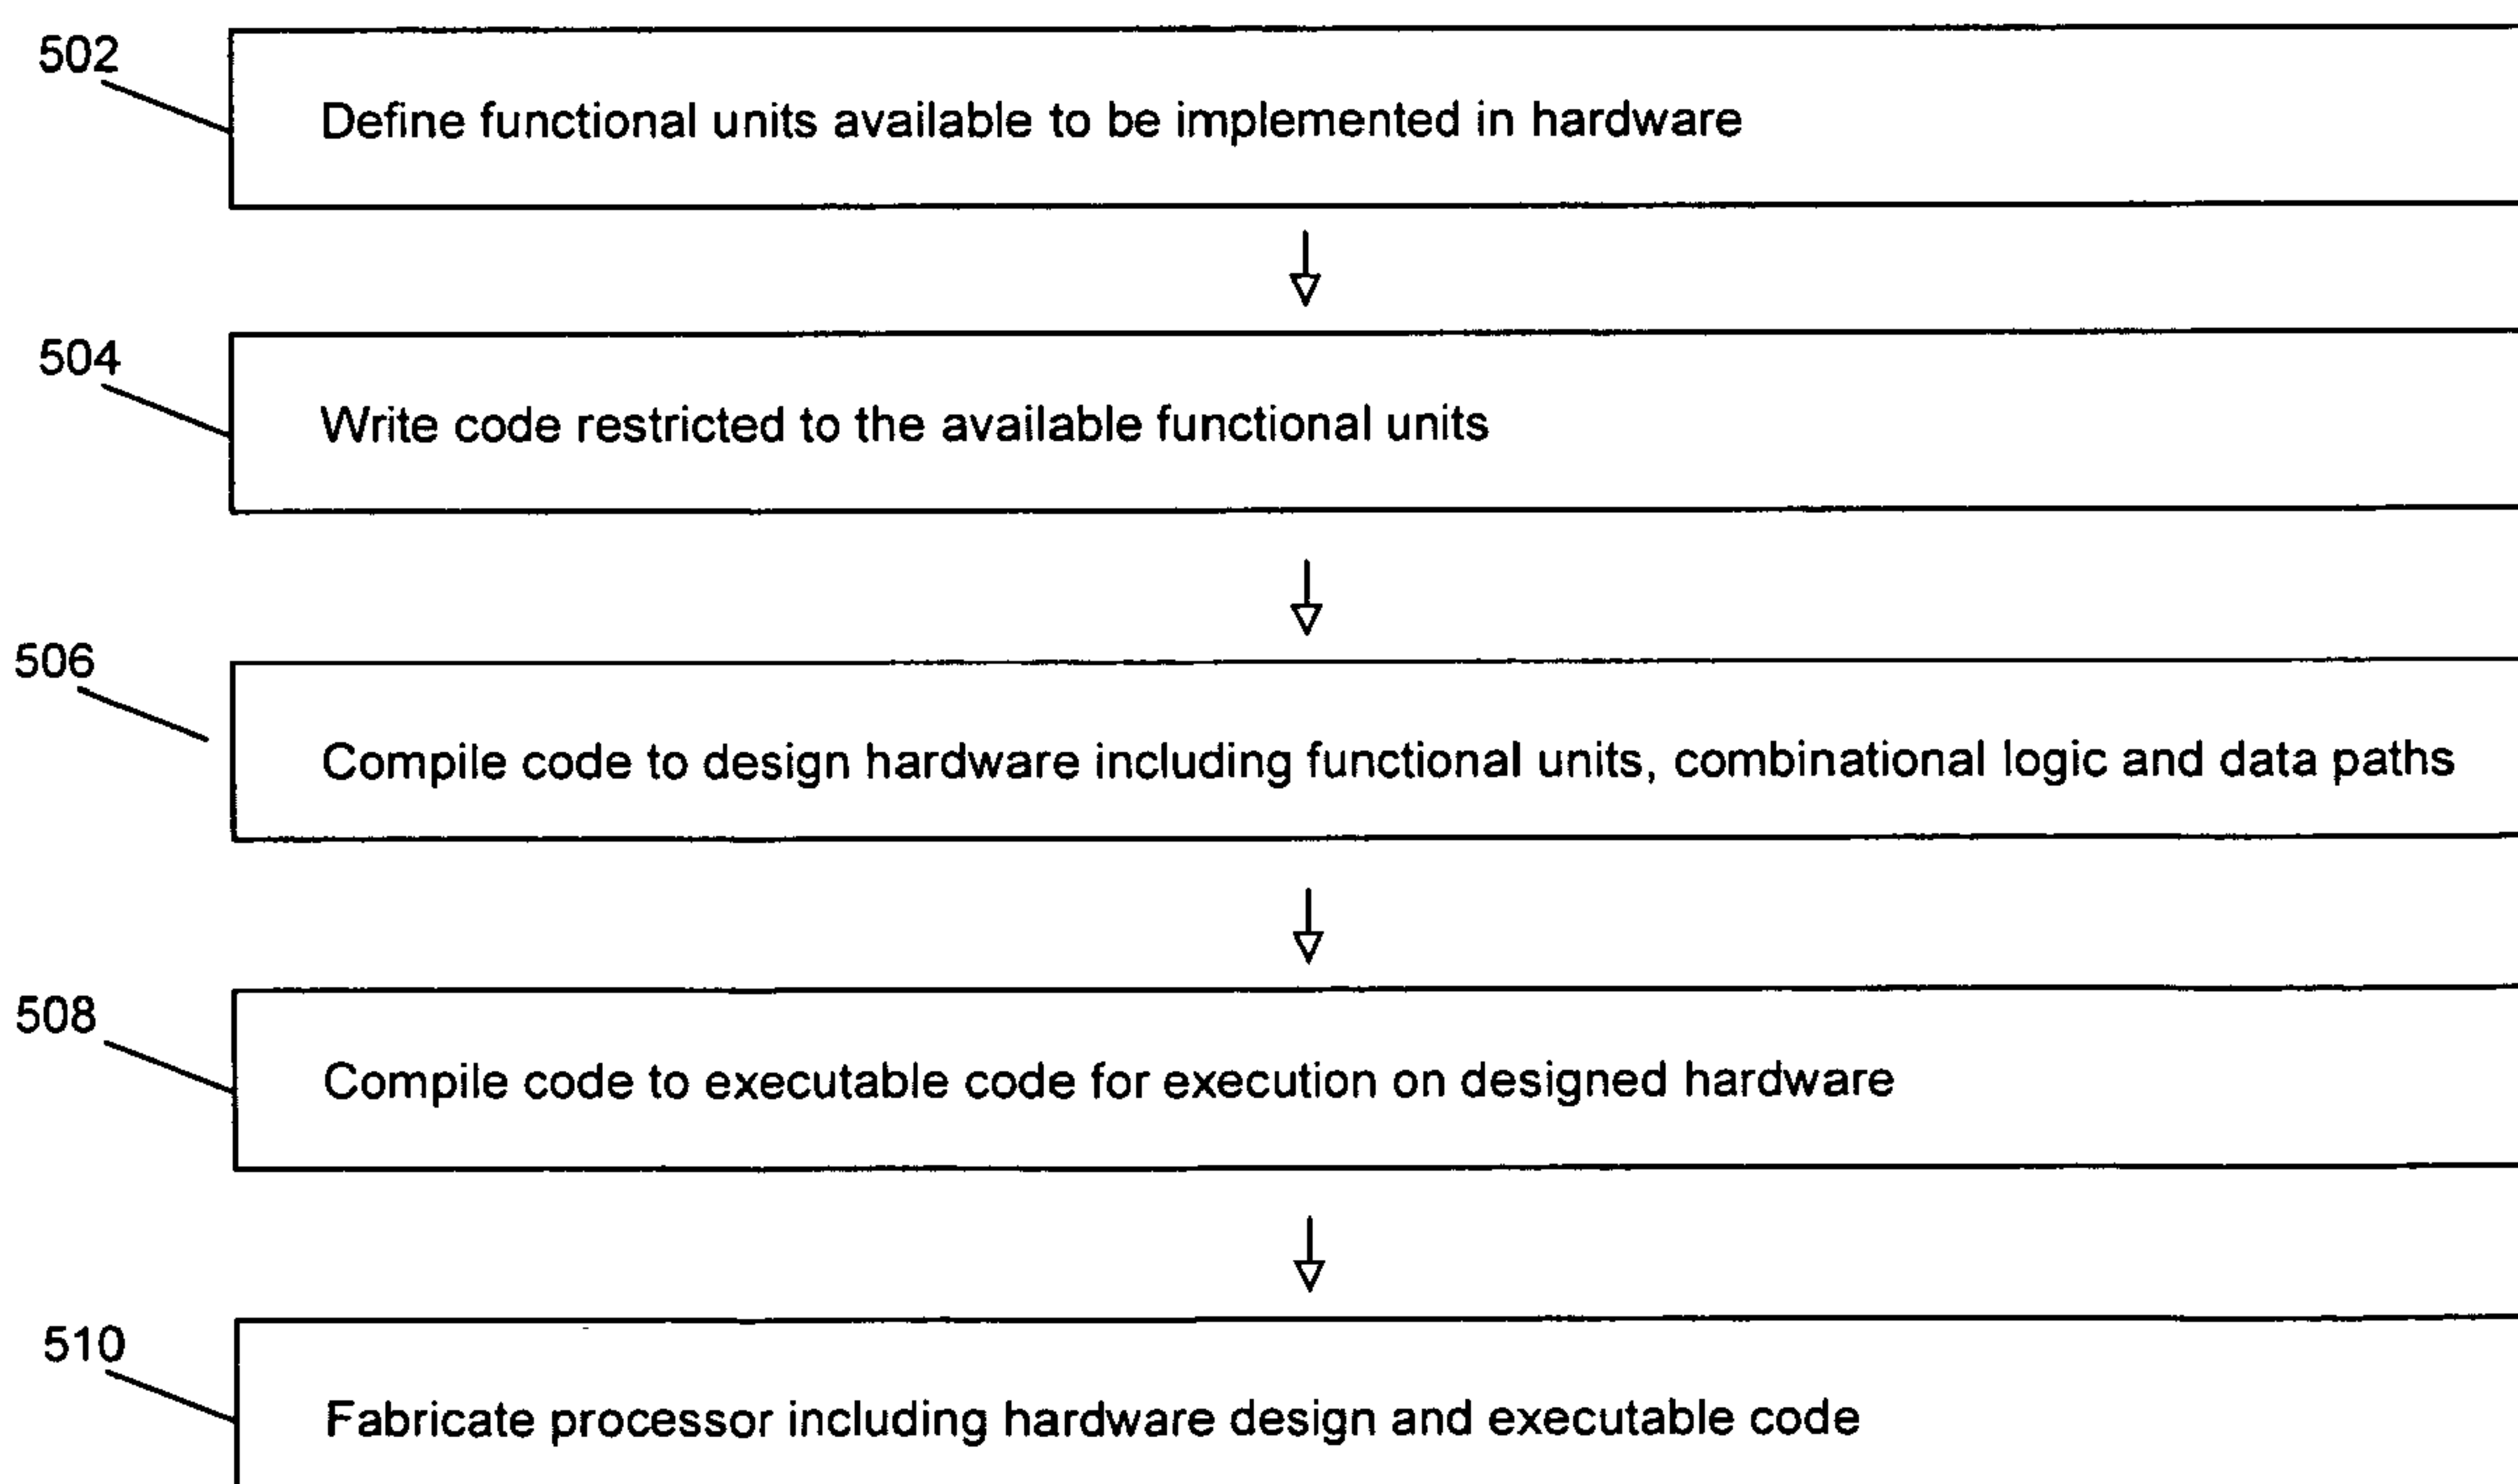 502
Define functional units available to be implemented in hardware
504
Write code restricted to the available functional units
506
Compile code to design hardware including functional units, combinational logic and data paths
508
Compile code to executable code for execution on designed hardware
510
Fabricate processor including hardware design and executable code